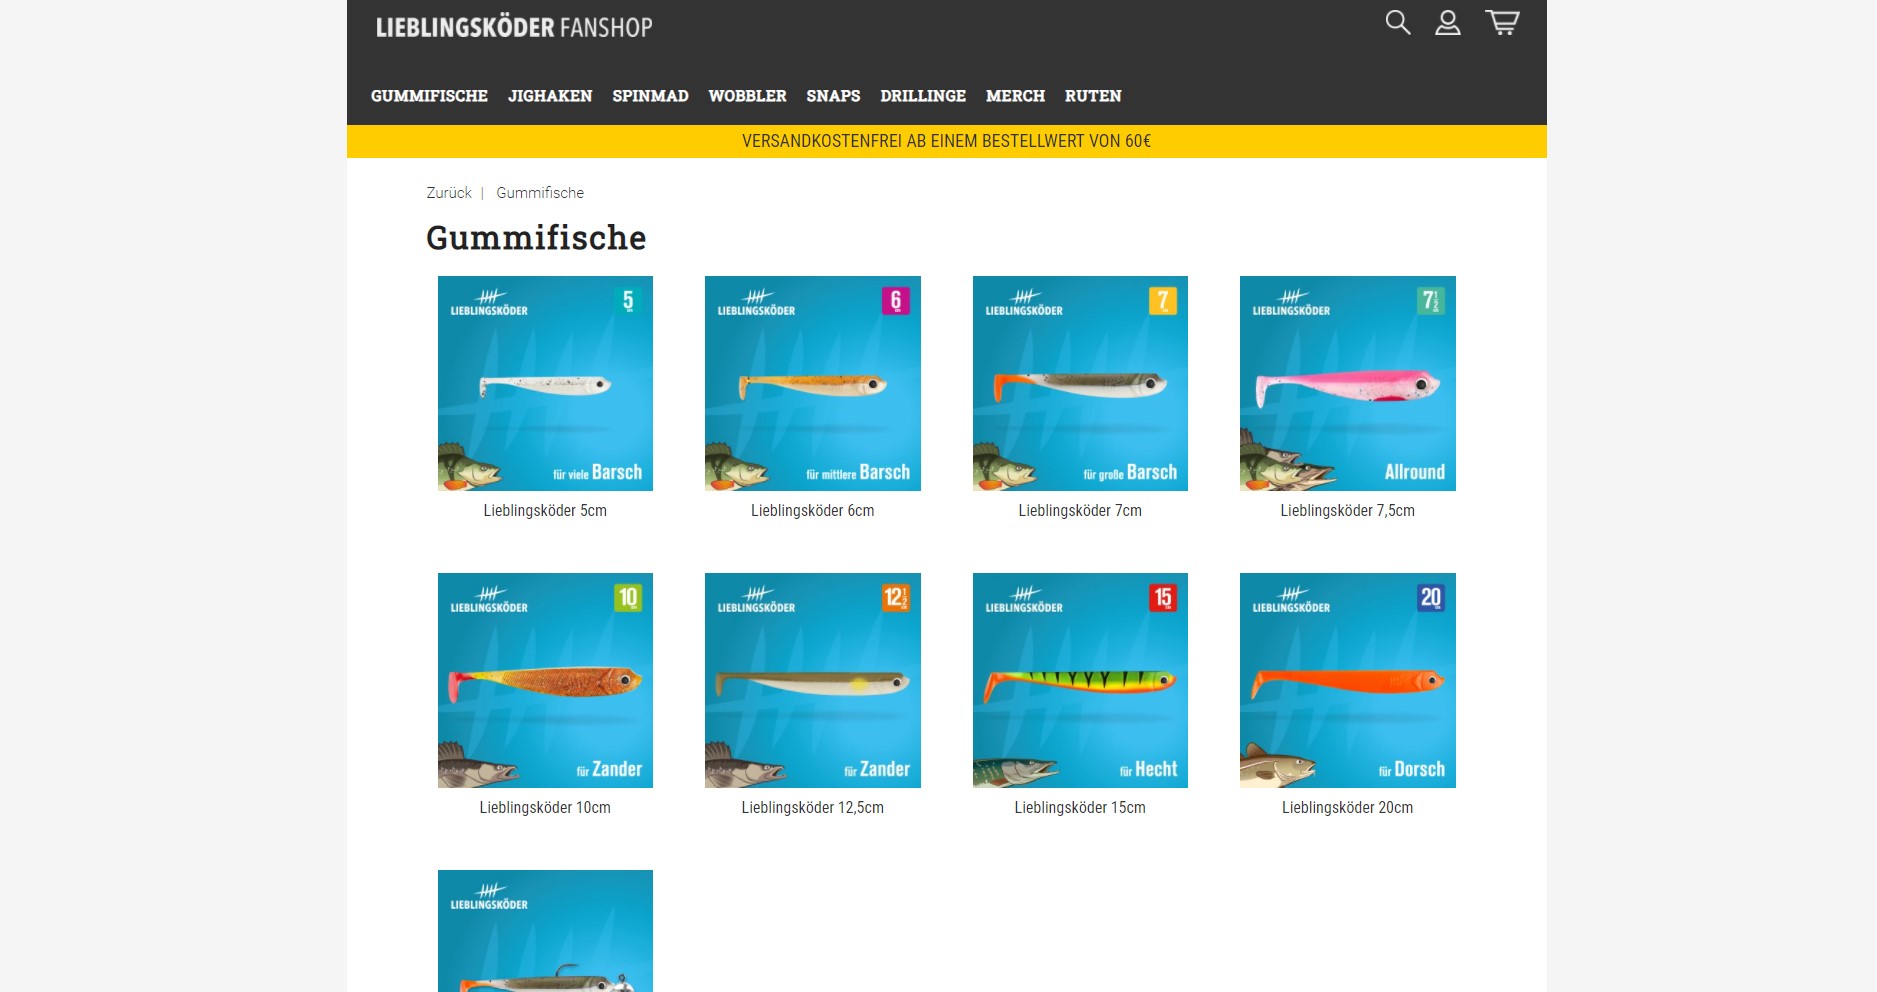 LIEBLINGSKÖDER FANSHOP
GUMMIFISCHE JIGHAKEN SPINMAD WOBBLER SNAPS DRILLINGE MERCH RUTEN
VERSANDKOSTENFREI AB EINEM BESTELLWERT VON 60€
Zurück | Gummifische
Gummifische
LIEBLINGSKÖDER 5
für viele Barsch
Lieblingsköder 5cm
LIEBLINGSKÖDER 6
für mittlere Barsch
Lieblingsköder 6cm
LIEBLINGSKÖDER 7
für große Barsch
Lieblingsköder 7cm
LIEBLINGSKÖDER 7 1/2
Allround
Lieblingsköder 7,5cm
LIEBLINGSKÖDER 10
für Zander
Lieblingsköder 10cm
LIEBLINGSKÖDER 12 1/2
für Zander
Lieblingsköder 12,5cm
LIEBLINGSKÖDER 15
für Hecht
Lieblingsköder 15cm
LIEBLINGSKÖDER 20
für Dorsch
Lieblingsköder 20cm
LIEBLINGSKÖDER